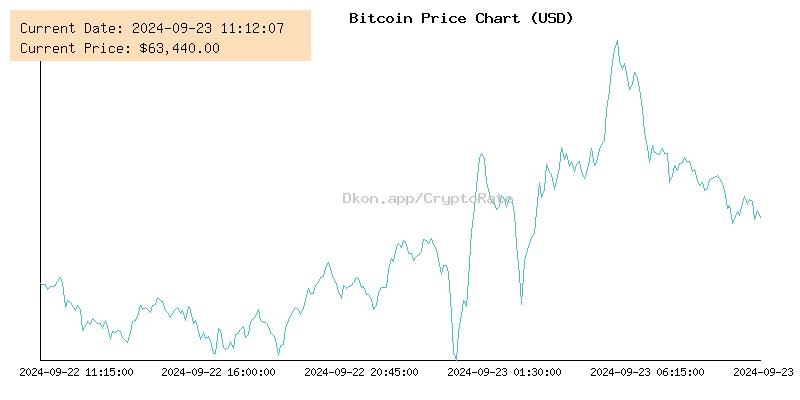 Bitcoin Price Chart (USD)
Current Date: 2024-09-23 11:12:07
Current Price: $63,440.00
Dkon.app/CryptoRate
2024-09-22 11:15:00 2024-09-22 16:00:00 2024-09-22 20:45:00 2024-09-23 01:30:00 2024-09-23 06:15:00 2024-09-23